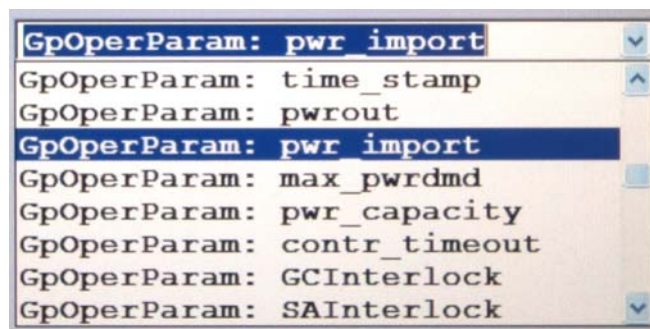 GpOperParam: pwr_import
GpOperParam: time_stamp
GpOperParam: pwrout
GpOperParam: pwr_import
GpOperParam: max_pwrdmd
GpOperParam: pwr_capacity
GpOperParam: contr_timeout
GpOperParam: GCInterlock
GpOperParam: SAInterlock